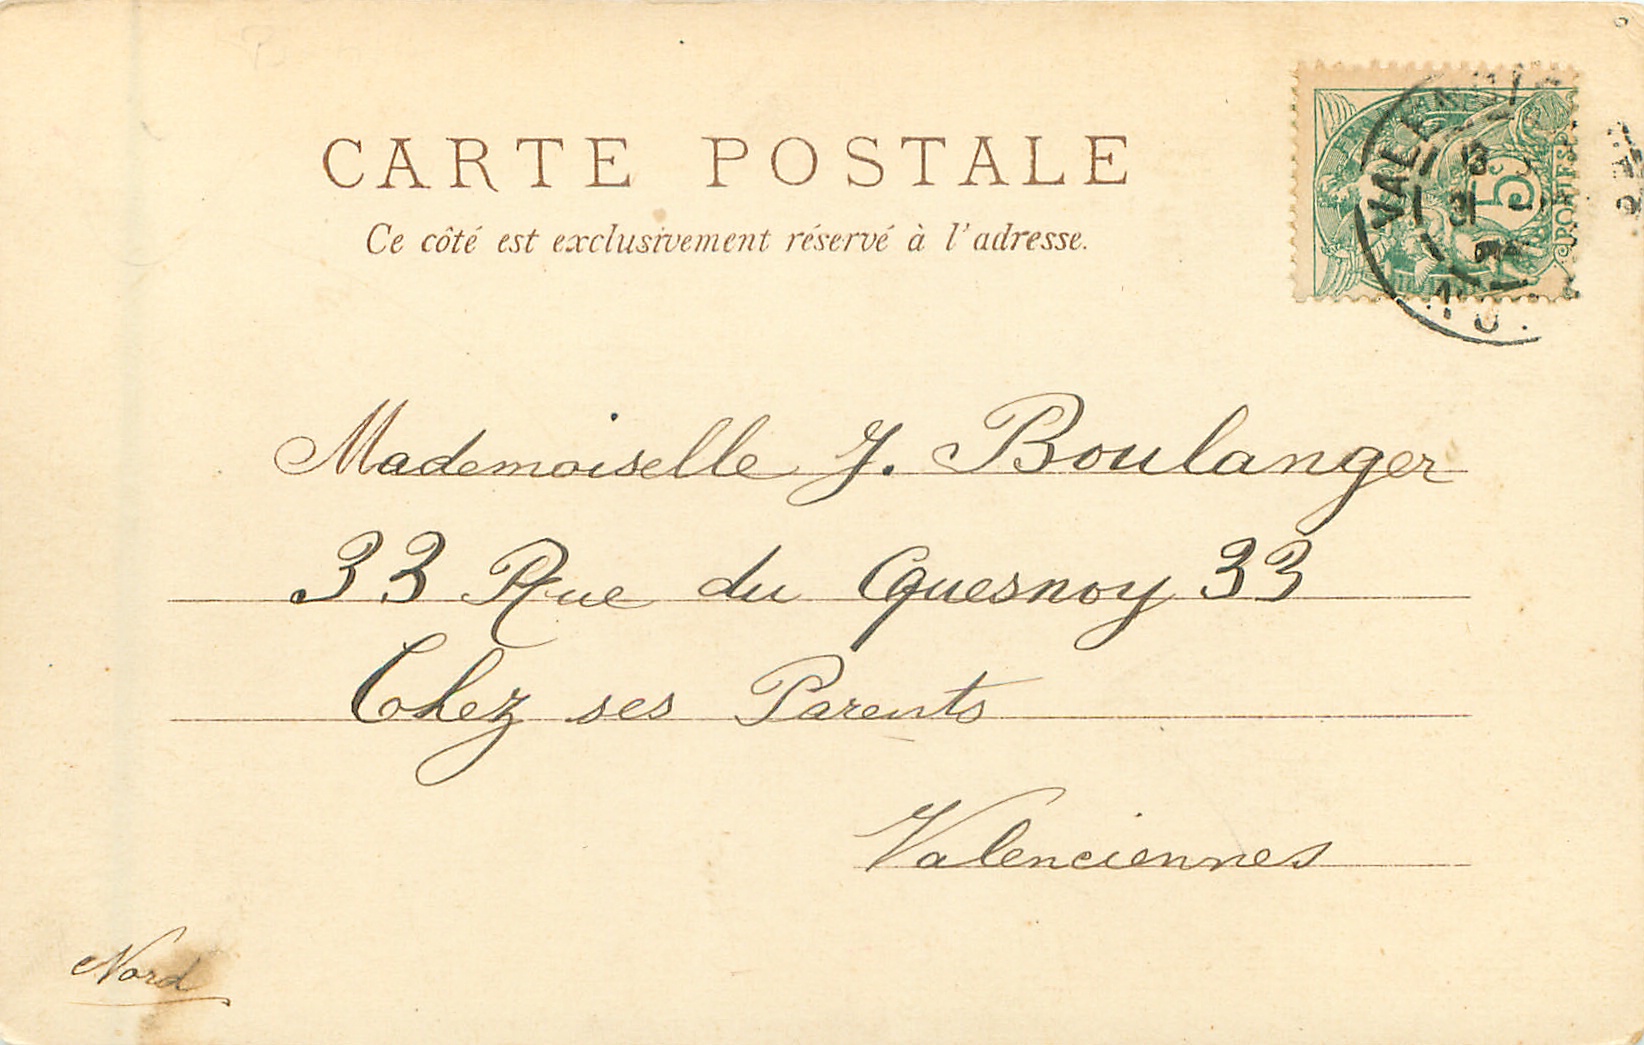 CARTE POSTALE
Ce côté est exclusivement réservé à l'adresse.
5
Mademoiselle J. Boulanger
33 Rue du Quesnoy 33
Chez ses Parents
Valenciennes
Nord